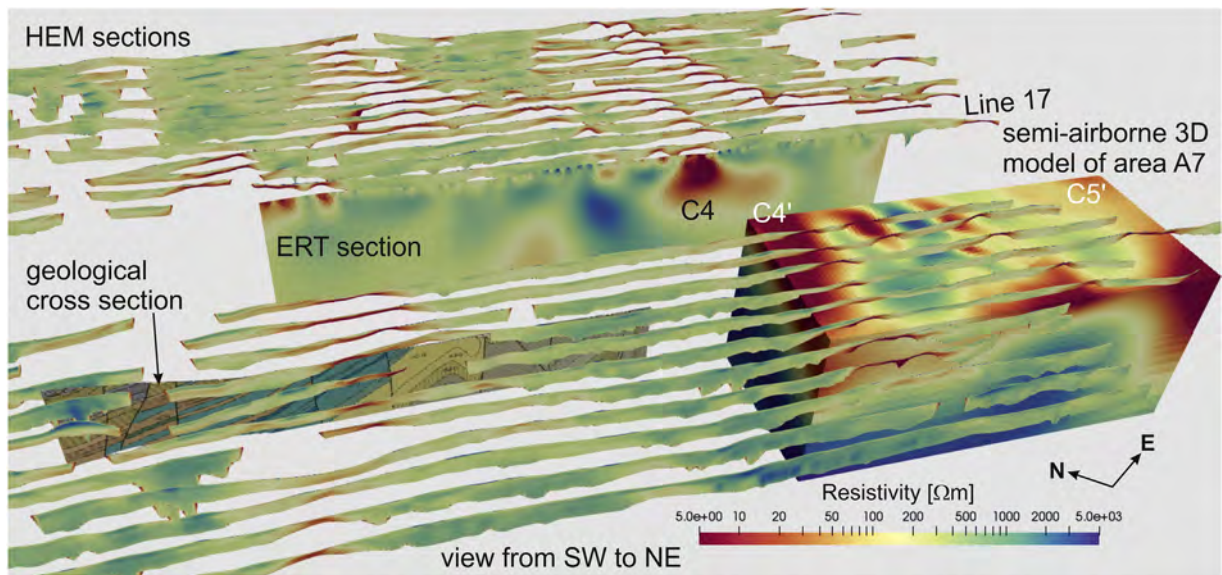 HEM sections
Line 17
semi-airborne 3D
model of area A7
C4
C4'
C5'
ERT section
geological
cross section
E
N
Resistivity [Ωm]
5.0e+00 10 20 50 100 200 500 1000 2000 5.0e+03
view from SW to NE